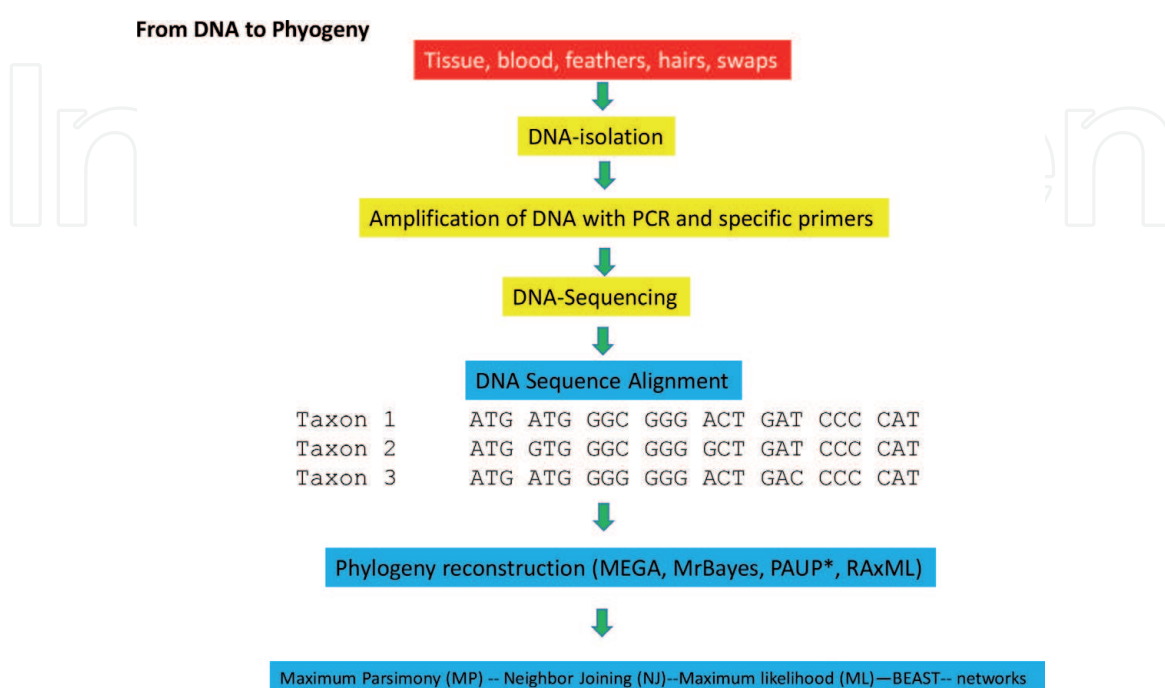 From DNA to Phyogeny
Tissue, blood, feathers, hairs, swaps
DNA-isolation
Amplification of DNA with PCR and specific primers
DNA-Sequencing
DNA Sequence Alignment
Taxon 1 ATG ATG GGC GGG ACT GAT CCC CAT
Taxon 2 ATG GTG GGC GGG GCT GAT CCC CAT
Taxon 3 ATG ATG GGG GGG ACT GAC CCC CAT
Phylogeny reconstruction (MEGA, MrBayes, PAUP*, RAxML)
Maximum Parsimony (MP) -- Neighbor Joining (NJ)--Maximum likelihood (ML)—BEAST-- networks